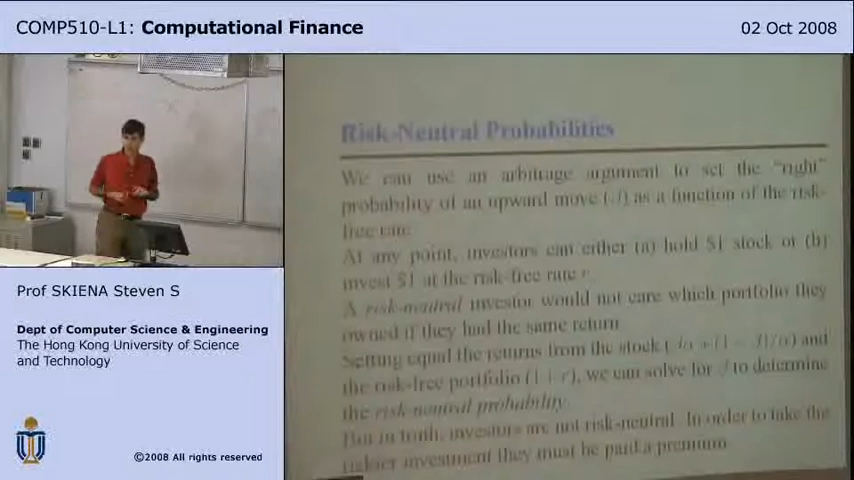 COMP510-L1: Computational Finance
02 Oct 2008
Risk-Neutral Probabilities
We can use an arbitrage argument to set the "right"
probability of an upward move ( ) as a function of the risk-
free rate
At any point, investors can either (a) hold $1 stock or (b)
invest $1 at the risk-free rate r.
A risk-neutral investor would not care which portfolio they
owned if they had the same return
Setting equal the returns from the stock and
the risk-free portfolio (1 + r), we can solve for to determine
the risk-neutral probability.
But in truth, investors are not risk-neutral. In order to take the
riskier investment they must be paid a premium.
Prof SKIENA Steven S
Dept of Computer Science & Engineering
The Hong Kong University of Science
and Technology
©2008 All rights reserved